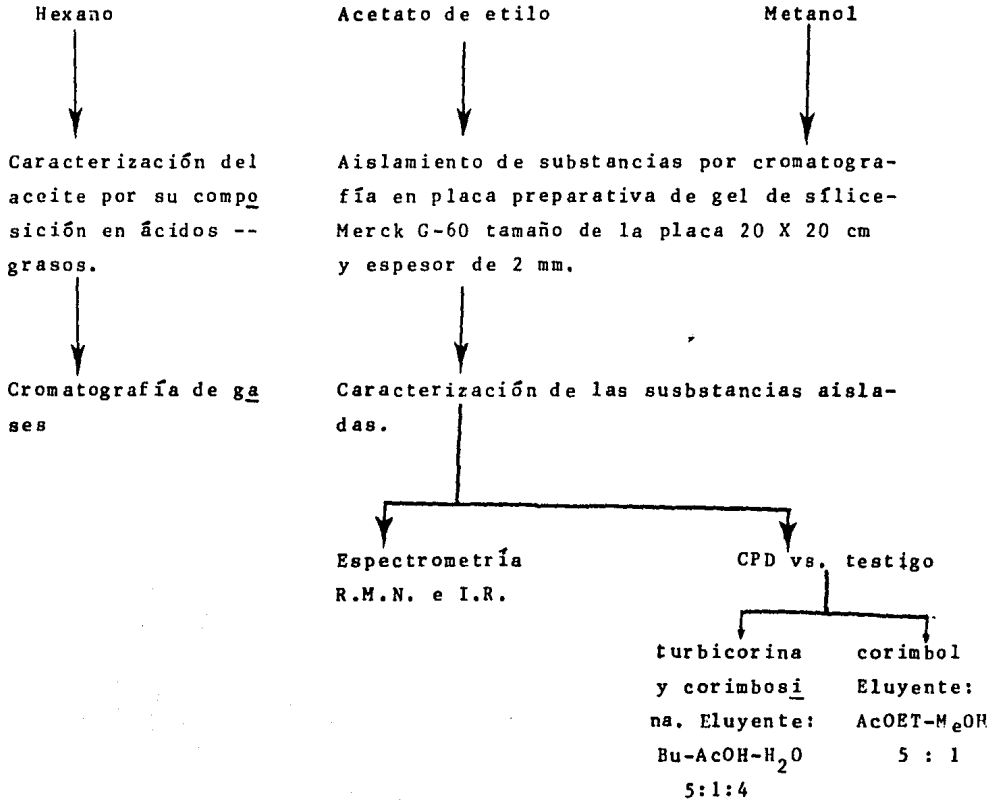 Hexano
Acetato de etilo
Metanol
Caracterización del
aceite por su compo
sición en ácidos --
grasos.
Aislamiento de substancias por cromatogra-
fía en placa preparativa de gel de sílice-
Merck G-60 tamaño de la placa 20 X 20 cm
y espesor de 2 mm.
Cromatografía de ga
ses
Caracterización de las susbstancias aisla-
das.
Espectrometría
R.M.N. e I.R.
CPD vs. testigo
turbicorina
y corimbosi
na. Eluyente:
Bu-AcOH-H2O
5:1:4
corimbol
Eluyente:
AcOET-MeOH
5 : 1